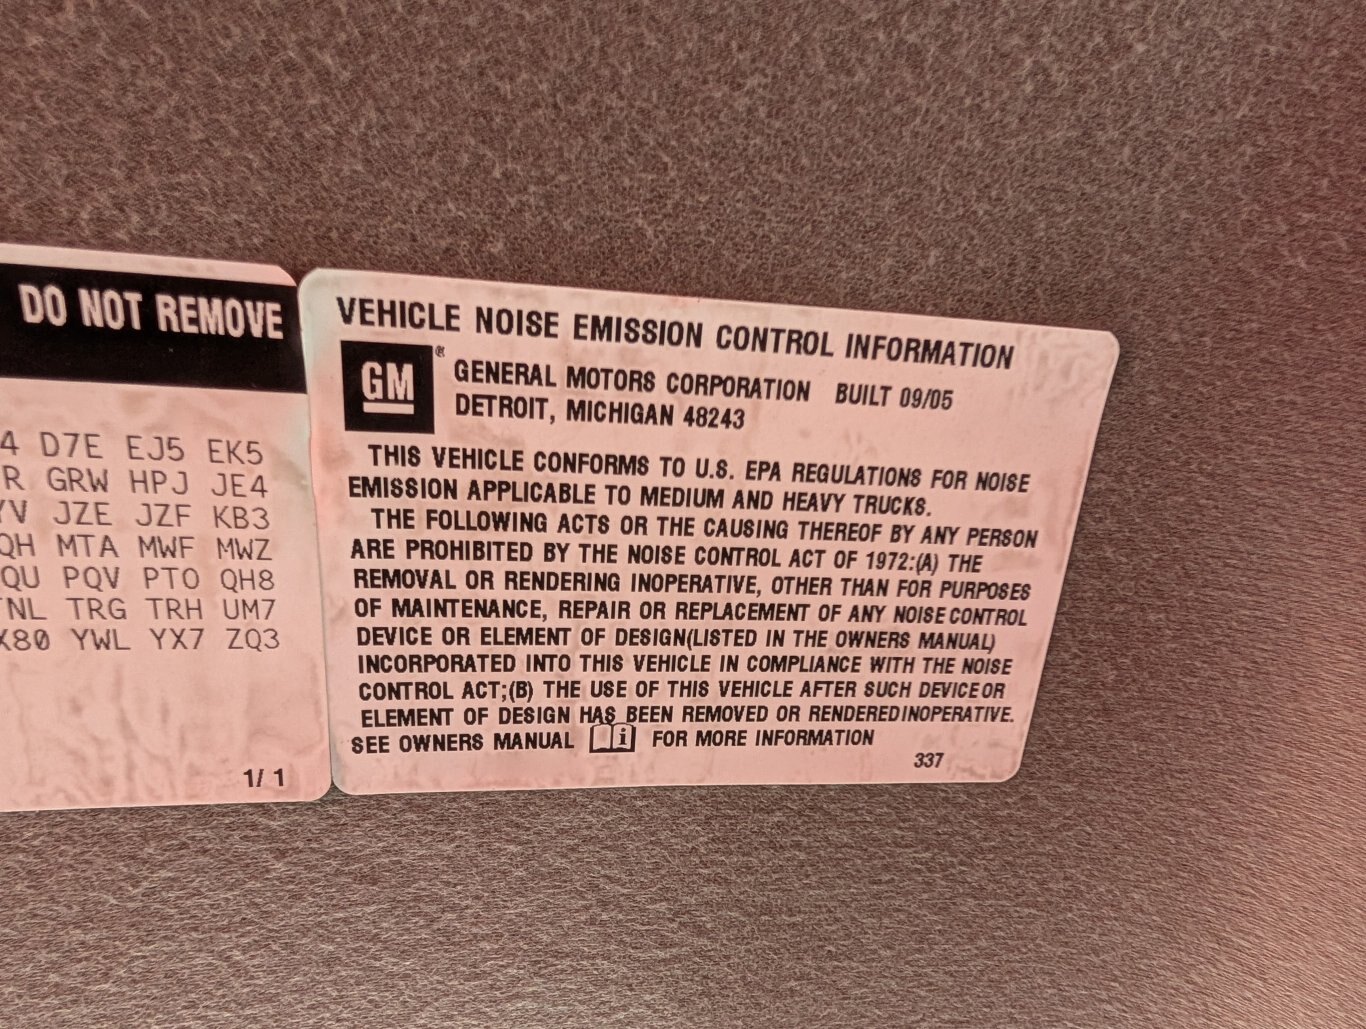 DO NOT REMOVE
4 D7E EJ5 EK5
R GRW HPJ JE4
YV JZE JZF KB3
QH MTA MWF MWZ
QU PQV PTO QH8
NL TRG TRH UM7
X80 YWL YX7 ZQ3
1/ 1
VEHICLE NOISE EMISSION CONTROL INFORMATION
GM®
GENERAL MOTORS CORPORATION BUILT 09/05
DETROIT, MICHIGAN 48243
THIS VEHICLE CONFORMS TO U.S. EPA REGULATIONS FOR NOISE
EMISSION APPLICABLE TO MEDIUM AND HEAVY TRUCKS.
THE FOLLOWING ACTS OR THE CAUSING THEREOF BY ANY PERSON
ARE PROHIBITED BY THE NOISE CONTROL ACT OF 1972:(A) THE
REMOVAL OR RENDERING INOPERATIVE, OTHER THAN FOR PURPOSES
OF MAINTENANCE, REPAIR OR REPLACEMENT OF ANY NOISE CONTROL
DEVICE OR ELEMENT OF DESIGN(LISTED IN THE OWNERS MANUAL)
INCORPORATED INTO THIS VEHICLE IN COMPLIANCE WITH THE NOISE
CONTROL ACT;(B) THE USE OF THIS VEHICLE AFTER SUCH DEVICE OR
ELEMENT OF DESIGN HAS BEEN REMOVED OR RENDERED INOPERATIVE.
SEE OWNERS MANUAL i FOR MORE INFORMATION
337